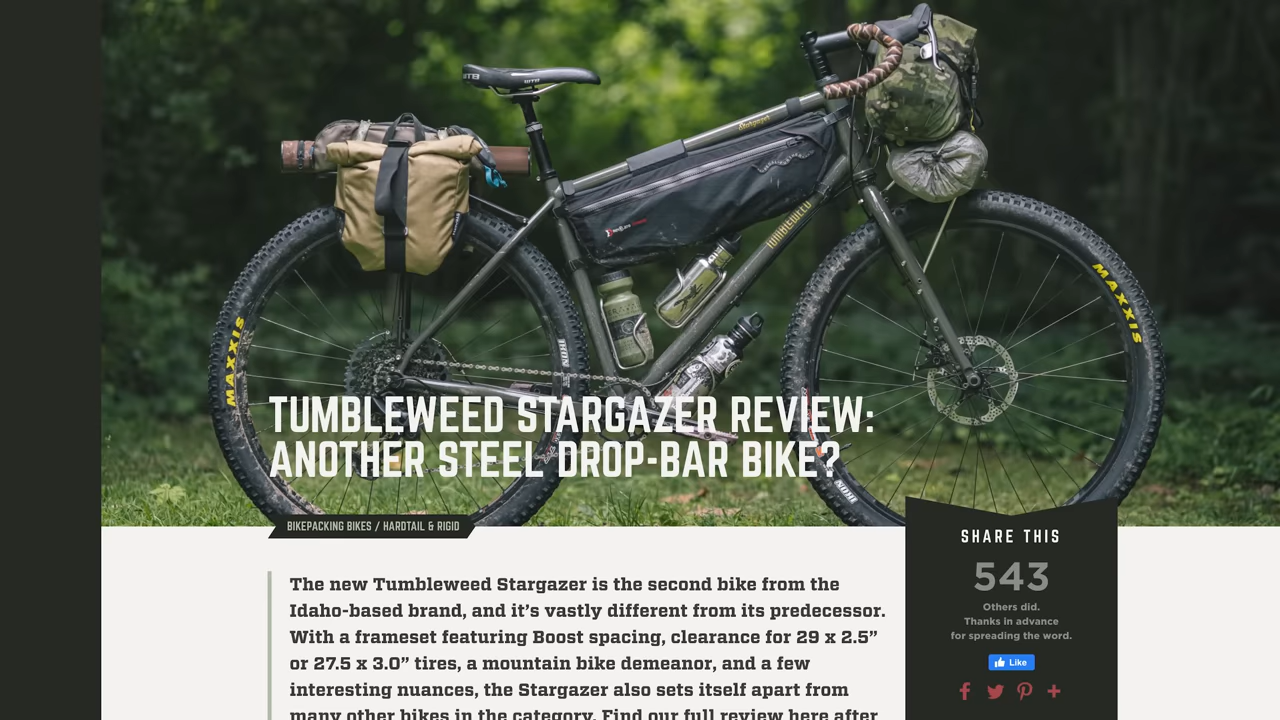 WTB
WTB
Stargazer
TUMBLEWEED
MAXXIS
MAXXIS
TUMBLEWEED STARGAZER REVIEW:
ANOTHER STEEL DROP-BAR BIKE?
BIKEPACKING BIKES / HARDTAIL & RIGID
The new Tumbleweed Stargazer is the second bike from the
Idaho-based brand, and it’s vastly different from its predecessor.
With a frameset featuring Boost spacing, clearance for 29 x 2.5”
or 27.5 x 3.0” tires, a mountain bike demeanor, and a few
interesting nuances, the Stargazer also sets itself apart from
many other bikes in the category. Find our full review here after
SHARE THIS
543
Others did.
Thanks in advance
for spreading the word.
Like